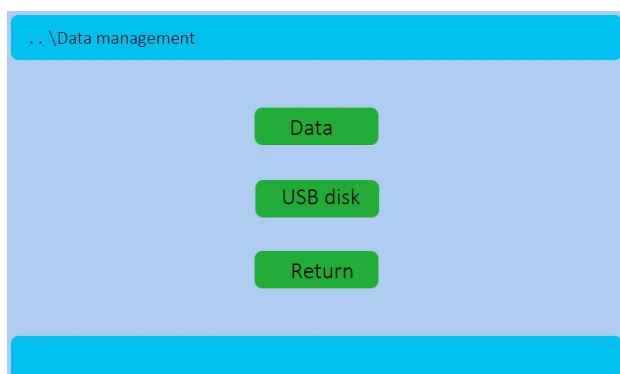 . . \Data management
Data
USB disk
Return